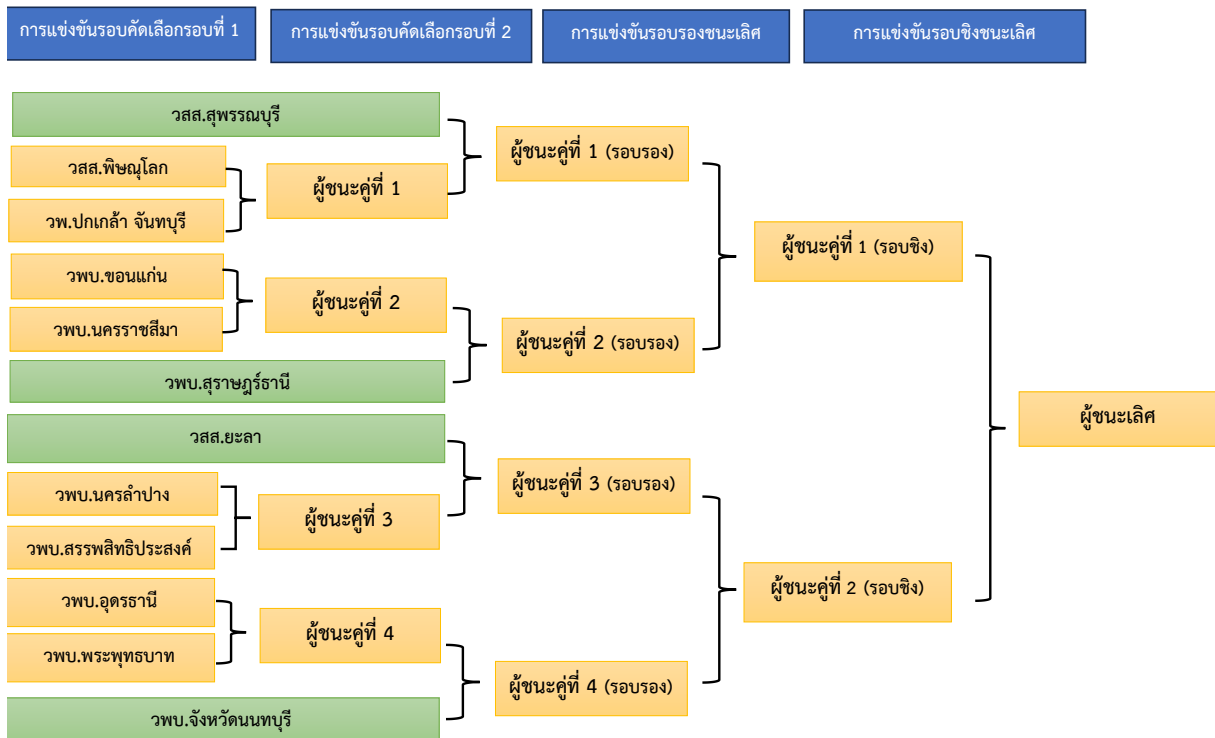 การแข่งขันรอบคัดเลือกรอบที่ 1
การแข่งขันรอบคัดเลือกรอบที่ 2
การแข่งขันรอบรองชนะเลิศ
การแข่งขันรอบชิงชนะเลิศ
วสส.สุพรรณบุรี
วสส.พิษณุโลก
วพ.ปกเกล้า จันทบุรี
วพบ.ขอนแก่น
วพบ.นครราชสีมา
วพบ.สุราษฎร์ธานี
วสส.ยะลา
วพบ.นครลำปาง
วพบ.สรรพสิทธิประสงค์
วพบ.อุดรธานี
วพบ.พระพุทธบาท
วพบ.จังหวัดนนทบุรี
ผู้ชนะคู่ที่ 1
ผู้ชนะคู่ที่ 2
ผู้ชนะคู่ที่ 3
ผู้ชนะคู่ที่ 4
ผู้ชนะคู่ที่ 1 (รอบรอง)
ผู้ชนะคู่ที่ 2 (รอบรอง)
ผู้ชนะคู่ที่ 3 (รอบรอง)
ผู้ชนะคู่ที่ 4 (รอบรอง)
ผู้ชนะคู่ที่ 1 (รอบชิง)
ผู้ชนะคู่ที่ 2 (รอบชิง)
ผู้ชนะเลิศ